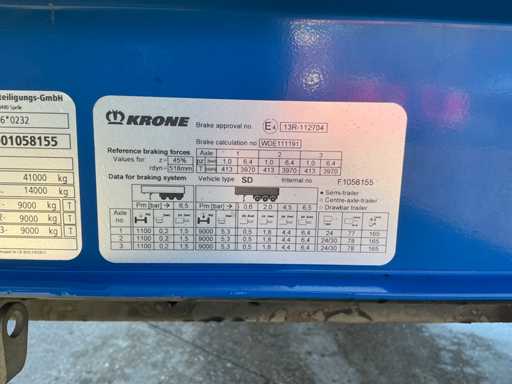 teiligungs-GmbH
6*0232
01058155
41000 kg
14000 kg
9000 kg T
2- 9000 kg T
3- 9000 kg T
KRONE
Brake approval no. E4 13R-112704
Brake calculation no WDE111191
Reference braking forces Axle 1 2 3
Values for: z= 45% pz 1,0 6,4 1,0 6,4 1,0 6,4
rdyn= 518mm T 413 3970 413 3970 413 3970
Data for braking system Vehicle type SD Internal no F1058155
Semi-trailer
Centre-axle-trailer
Drawbar trailer
Pm [bar] 6,5 Pm [bar] 0,6 2,0 4,5 6,5
Axle no
1 1100 0,2 1,5 9000 5,3 0,5 1,8 4,4 6,4 24 77 165
2 1100 0,2 1,5 9000 5,3 0,5 1,8 4,4 6,4 24/30 78 165
3 1100 0,2 1,5 9000 5,3 0,5 1,8 4,4 6,4 24/30 78 165